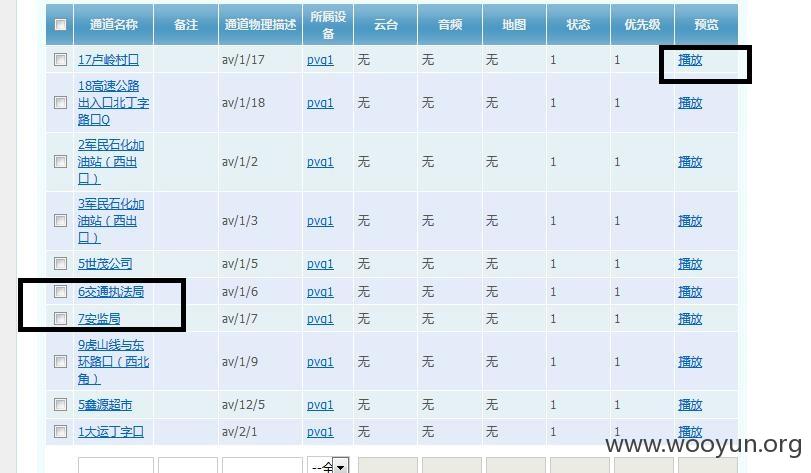 通道名称 备注 通道物理描述 所属设备 云台 音频 地图 状态 优先级 预览
17卢岭村口 av/1/17 pvg1 无 无 无 1 1 播放
18高速公路出入口北丁字路口Q av/1/18 pvg1 无 无 无 1 1 播放
2军民石化加油站（西出口） av/1/2 pvg1 无 无 无 1 1 播放
3军民石化加油站（西出口） av/1/3 pvg1 无 无 无 1 1 播放
5世茂公司 av/1/5 pvg1 无 无 无 1 1 播放
6交通执法局 av/1/6 pvg1 无 无 无 1 1 播放
7安监局 av/1/7 pvg1 无 无 无 1 1 播放
9虎山线与东环路口（西北角） av/1/9 pvg1 无 无 无 1 1 播放
5鑫源超市 av/12/5 pvg1 无 无 无 1 1 播放
1大运丁字口 av/2/1 pvg1 无 无 无 1 1 播放
--全
www.wooyun.org